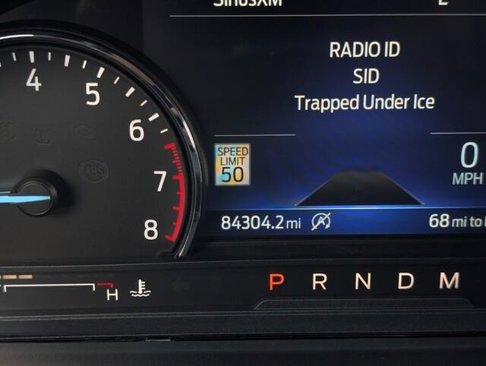 SiriusXM
RADIO ID
SID
Trapped Under Ice
4
5
6
7
8
SPEED
LIMIT
50
0
MPH
84304.2 mi
68 mi to
H
P R N D M